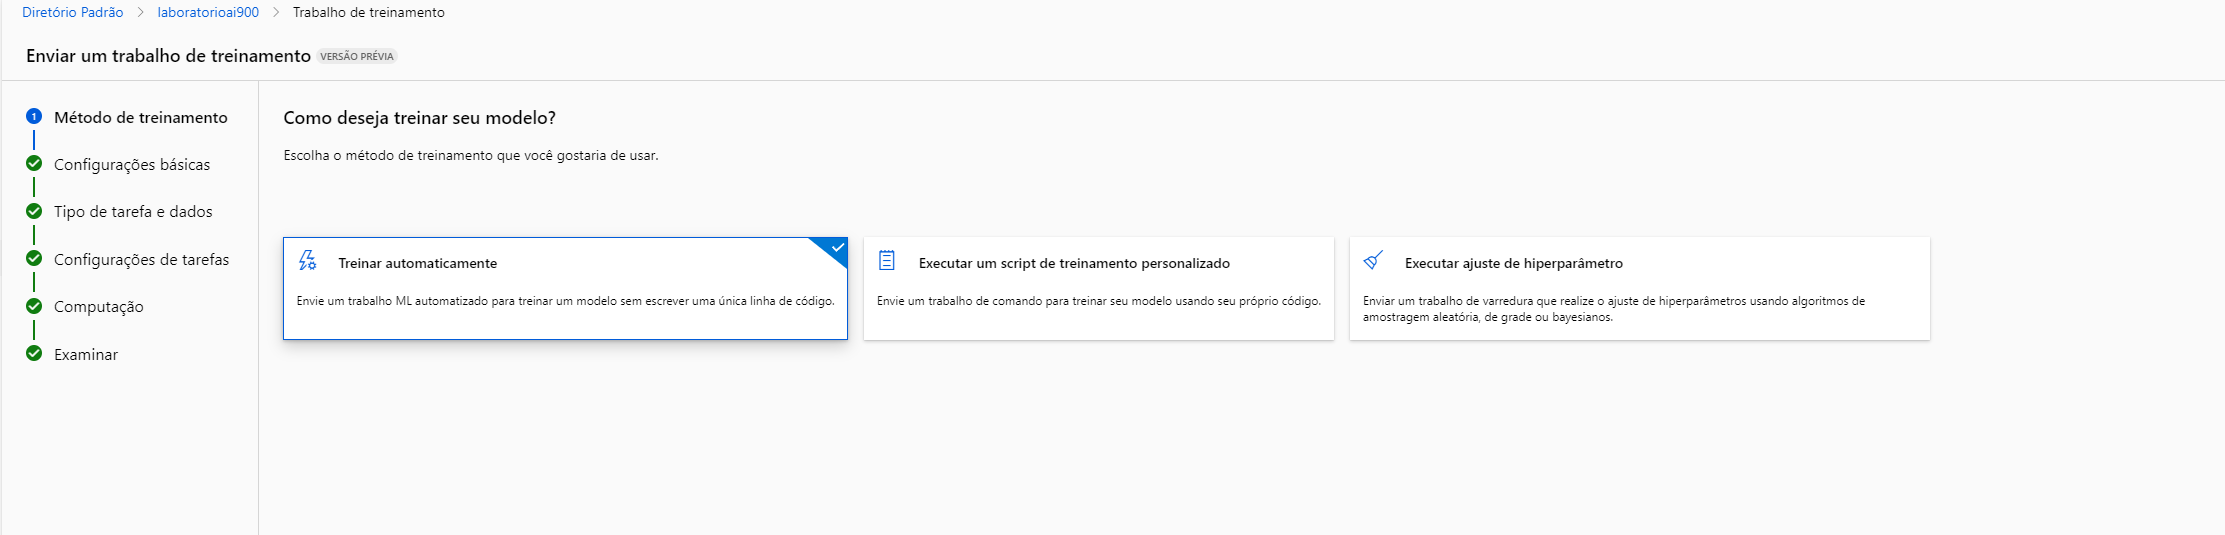 Diretório Padrão > laboratorioai900 > Trabalho de treinamento
Enviar um trabalho de treinamento VERSÃO PRÉVIA
1 Método de treinamento
Configurações básicas
Tipo de tarefa e dados
Configurações de tarefas
Computação
Examinar
Como deseja treinar seu modelo?
Escolha o método de treinamento que você gostaria de usar.
Treinar automaticamente
Envie um trabalho ML automatizado para treinar um modelo sem escrever uma única linha de código.
Executar um script de treinamento personalizado
Envie um trabalho de comando para treinar seu modelo usando seu próprio código.
Executar ajuste de hiperparâmetro
Enviar um trabalho de varredura que realize o ajuste de hiperparâmetros usando algoritmos de
amostragem aleatória, de grade ou bayesianos.